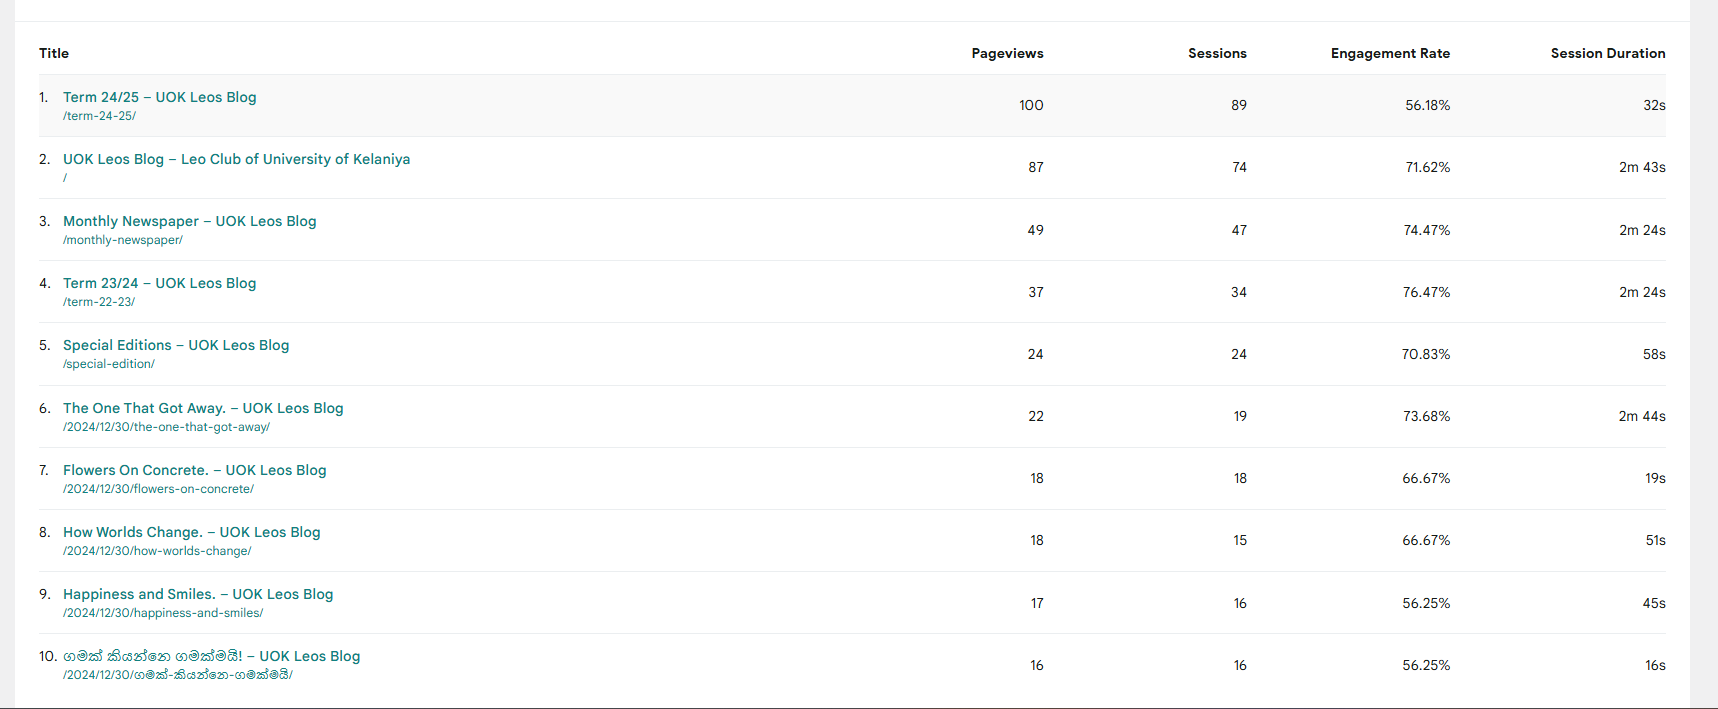 Title Pageviews Sessions Engagement Rate Session Duration
1. Term 24/25 – UOK Leos Blog 100 89 56.18% 32s
/term-24-25/
2. UOK Leos Blog – Leo Club of University of Kelaniya 87 74 71.62% 2m 43s
/
3. Monthly Newspaper – UOK Leos Blog 49 47 74.47% 2m 24s
/monthly-newspaper/
4. Term 23/24 – UOK Leos Blog 37 34 76.47% 2m 24s
/term-22-23/
5. Special Editions – UOK Leos Blog 24 24 70.83% 58s
/special-edition/
6. The One That Got Away. – UOK Leos Blog 22 19 73.68% 2m 44s
/2024/12/30/the-one-that-got-away/
7. Flowers On Concrete. – UOK Leos Blog 18 18 66.67% 19s
/2024/12/30/flowers-on-concrete/
8. How Worlds Change. – UOK Leos Blog 18 15 66.67% 51s
/2024/12/30/how-worlds-change/
9. Happiness and Smiles. – UOK Leos Blog 17 16 56.25% 45s
/2024/12/30/happiness-and-smiles/
10. ගමක් කියන්නෙ ගමක්මයි! – UOK Leos Blog 16 16 56.25% 16s
/2024/12/30/ගමක්-කියන්නෙ-ගමක්මයි/